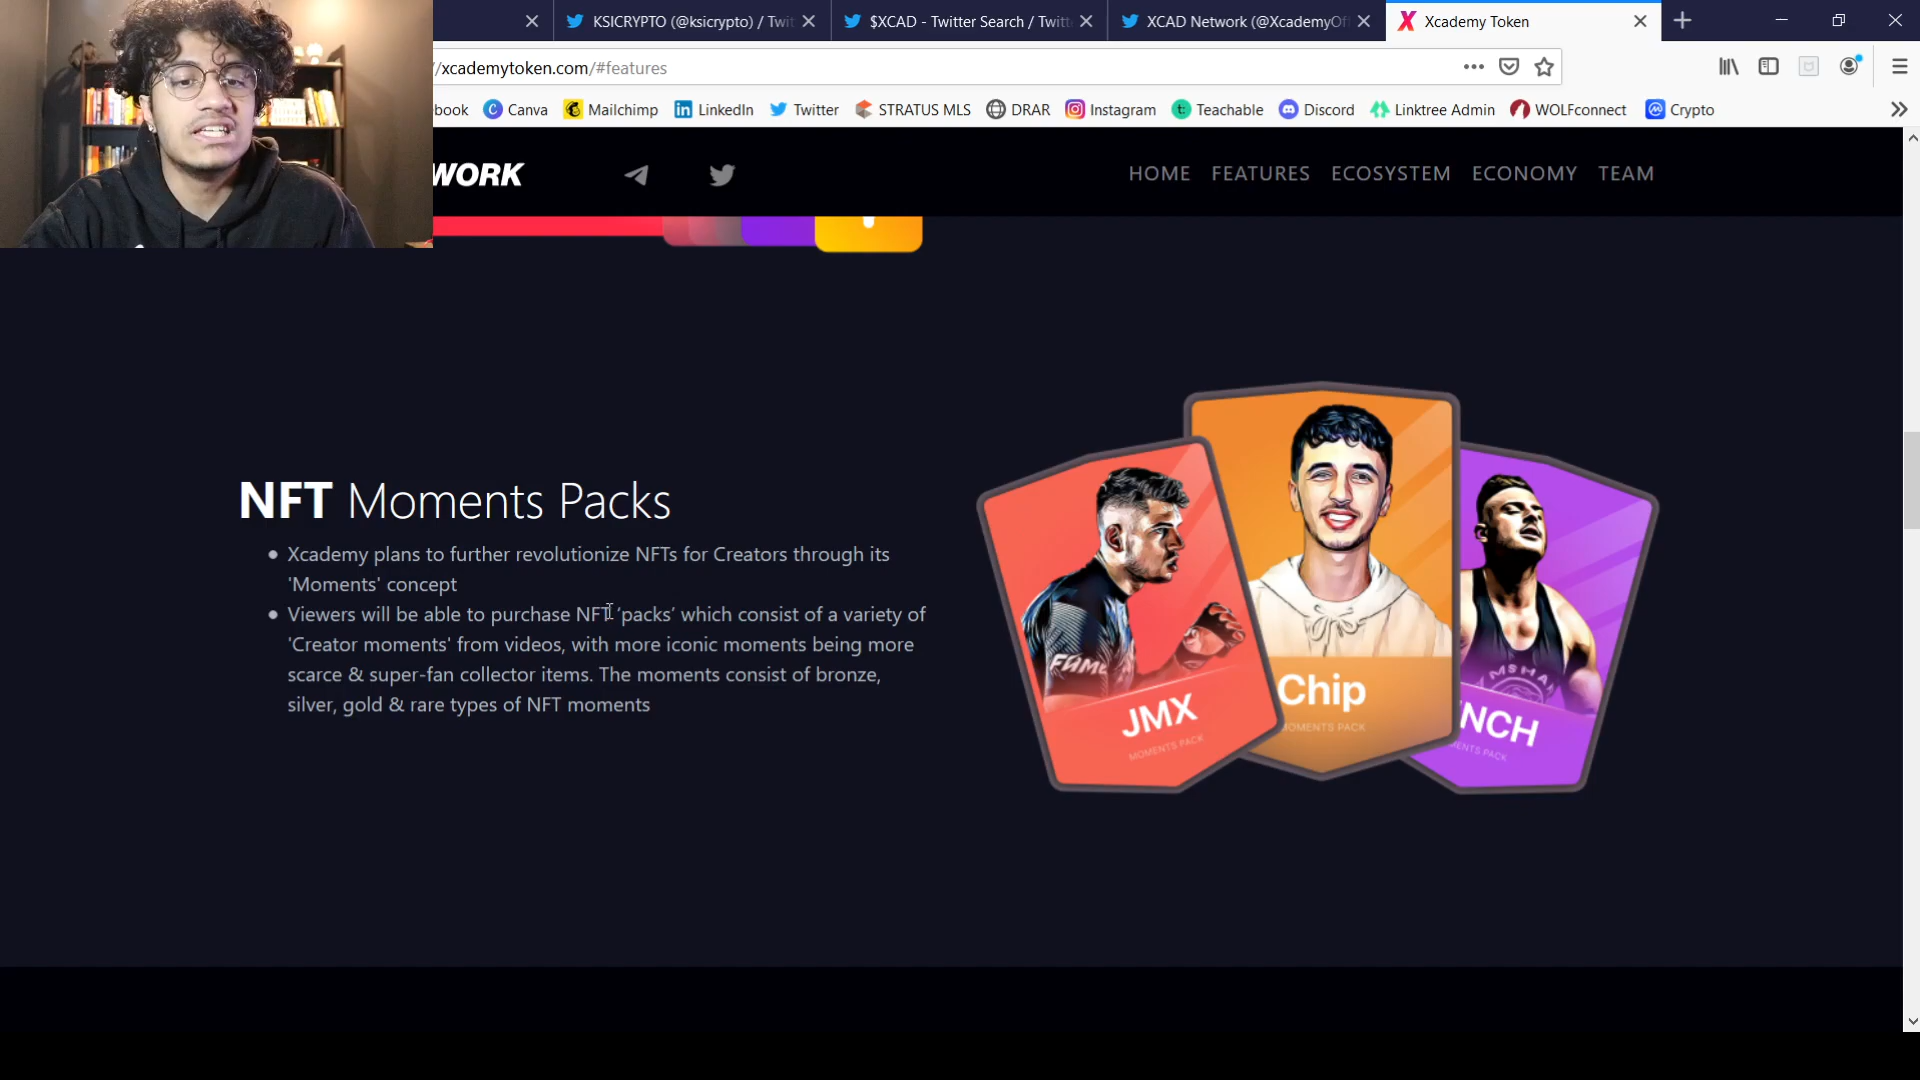 KSICRYPTO (@ksicrypto) / Twit
$XCAD - Twitter Search / Twitt
XCAD Network (@XcademyOf
Xcademy Token
/xcademytoken.com/#features
book
Canva
Mailchimp
LinkedIn
Twitter
STRATUS MLS
DRAR
Instagram
Teachable
Discord
Linktree Admin
WOLFconnect
Crypto
WORK
HOME
FEATURES
ECOSYSTEM
ECONOMY
TEAM
NFT Moments Packs
Xcademy plans to further revolutionize NFTs for Creators through its
'Moments' concept
Viewers will be able to purchase NFT ‘packs’ which consist of a variety of
'Creator moments' from videos, with more iconic moments being more
scarce & super-fan collector items. The moments consist of bronze,
silver, gold & rare types of NFT moments
JMX
MOMENTS PACK
Chip
MOMENTS PACK
NCH
ENTS PACK